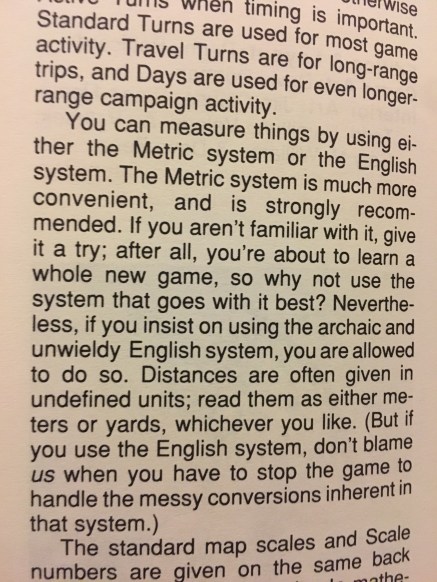 Turns when timing is important.
Standard Turns are used for most game
activity. Travel Turns are for long-range
trips, and Days are used for even longer-
range campaign activity.
You can measure things by using ei-
ther the Metric system or the English
system. The Metric system is much more
convenient, and is strongly recom-
mended. If you aren't familiar with it, give
it a try; after all, you're about to learn a
whole new game, so why not use the
system that goes with it best? Neverthe-
less, if you insist on using the archaic and
unwieldy English system, you are allowed
to do so. Distances are often given in
undefined units; read them as either me-
ters or yards, whichever you like. (But if
you use the English system, don't blame
us when you have to stop the game to
handle the messy conversions inherent in
that system.)
The standard map scales and Scale
numbers are given on the same back
mathe-